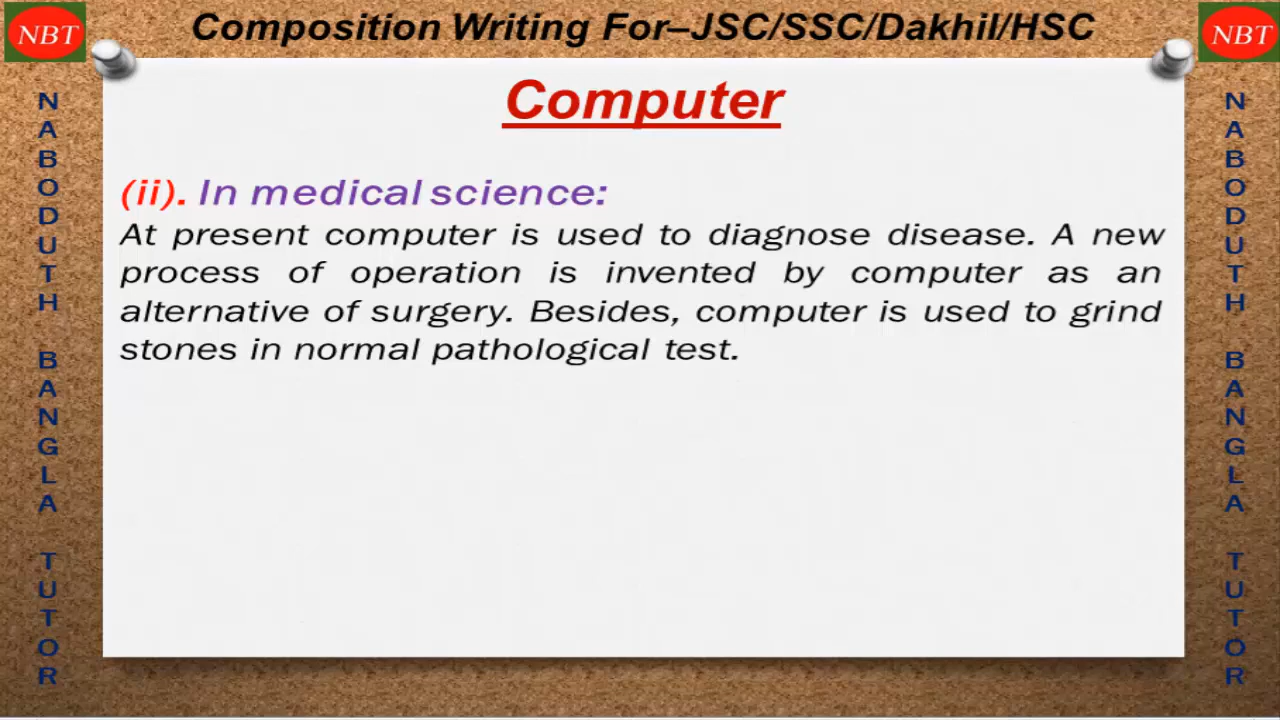 NBT
Composition Writing For–JSC/SSC/Dakhil/HSC
NBT
Computer
(ii). In medical science:
At present computer is used to diagnose disease. A new
process of operation is invented by computer as an
alternative of surgery. Besides, computer is used to grind
stones in normal pathological test.
NABODUTH BANGLA TUTOR
NABODUTH BANGLA TUTOR